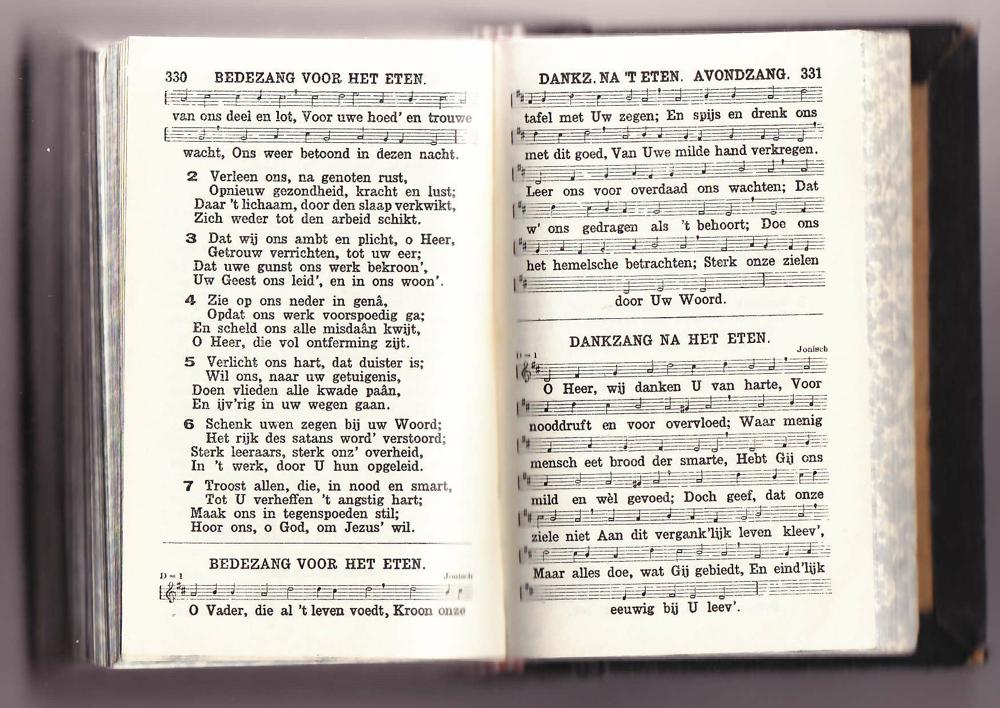 330 BEDEZANG VOOR HET ETEN.
van ons deel en lot, Voor uwe hoed' en trouwe
wacht, Ons weer betoond in dezen nacht.
2 Verleen ons, na genoten rust,
Opnieuw gezondheid, kracht en lust;
Daar 't lichaam, door den slaap verkwikt,
Zich weder tot den arbeid schikt.
3 Dat wij ons ambt en plicht, o Heer,
Getrouw verrichten, tot uw eer;
Dat uwe gunst ons werk bekroon',
Uw Geest ons leid', en in ons woon'.
4 Zie op ons neder in genâ,
Opdat ons werk voorspoedig ga;
En scheld ons alle misdaân kwijt,
O Heer, die vol ontferming zijt.
5 Verlicht ons hart, dat duister is;
Wil ons, naar uw getuigenis,
Doen vlieden alle kwade paân,
En ijv'rig in uw wegen gaan.
6 Schenk uwen zegen bij uw Woord;
Het rijk des satans word' verstoord;
Sterk leeraars, sterk onz' overheid,
In 't werk, door U hun opgeleid.
7 Troost allen, die, in nood en smart,
Tot U verheffen 't angstig hart;
Maak ons in tegenspoeden stil;
Hoor ons, o God, om Jezus' wil.
BEDEZANG VOOR HET ETEN.
D = 1 Jonisch
O Vader, die al 't leven voedt, Kroon onze
DANKZ. NA 'T ETEN. AVONDZANG. 331
tafel met Uw zegen; En spijs en drenk ons
met dit goed, Van Uwe milde hand verkregen.
Leer ons voor overdaad ons wachten; Dat
w' ons gedragen als 't behoort; Doe ons
het hemelsche betrachten; Sterk onze zielen
door Uw Woord.
DANKZANG NA HET ETEN.
D = 1 Jonisch
O Heer, wij danken U van harte, Voor
nooddruft en voor overvloed; Waar menig
mensch eet brood der smarte, Hebt Gij ons
mild en wèl gevoed; Doch geef, dat onze
ziele niet Aan dit vergank'lijk leven kleev',
Maar alles doe, wat Gij gebiedt, En eind'lijk
eeuwig bij U leev'.